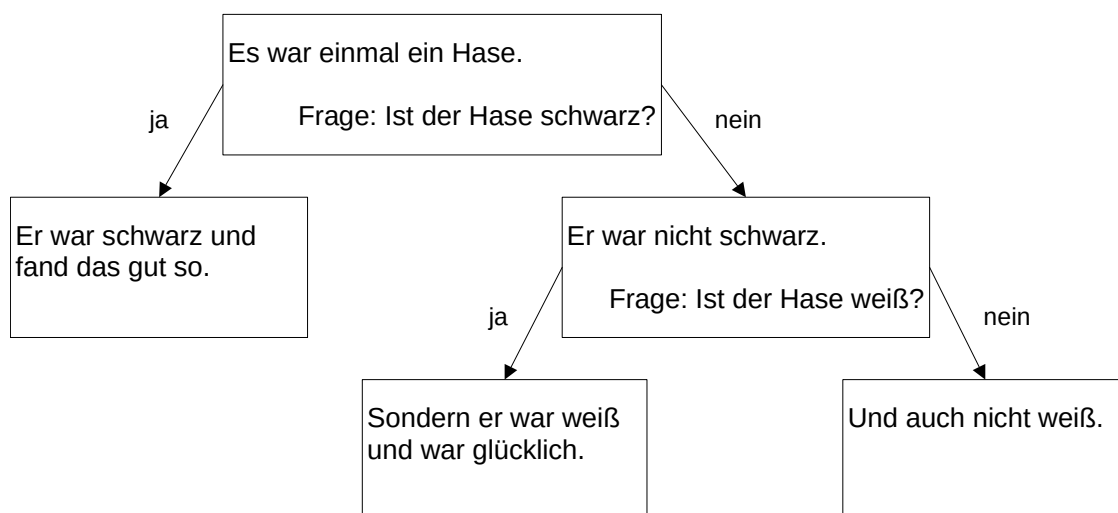 Es war einmal ein Hase.
Frage: Ist der Hase schwarz?
ja
nein
Er war schwarz und
fand das gut so.
Er war nicht schwarz.
Frage: Ist der Hase weiß?
ja
nein
Sondern er war weiß
und war glücklich.
Und auch nicht weiß.